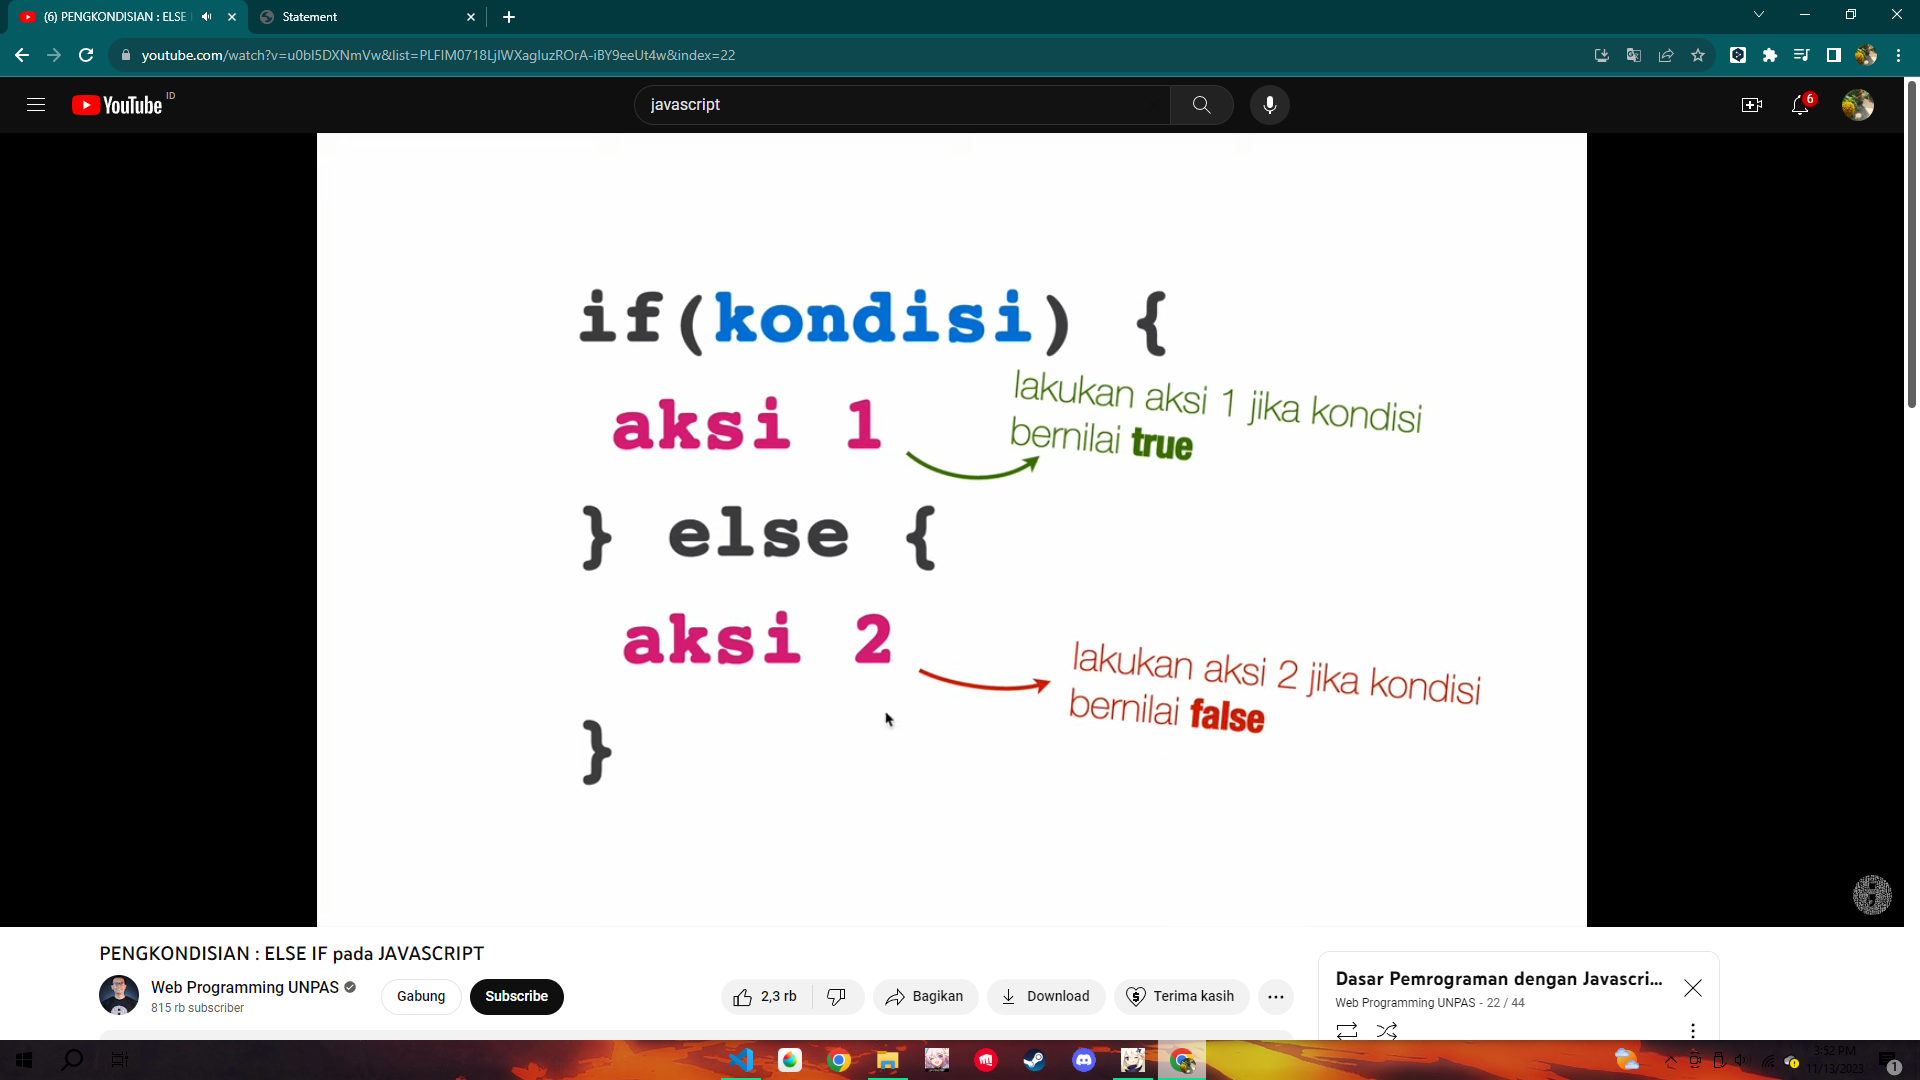 (6) PENGKONDISIAN : ELSE
Statement
youtube.com/watch?v=u0bl5DXNmVw&list=PLFIM0718LjIWXagluzROrA-iBY9eeUt4w&index=22
YouTube ID
javascript
6
if(kondisi) {
aksi 1
lakukan aksi 1 jika kondisi
bernilai true
} else {
aksi 2
lakukan aksi 2 jika kondisi
bernilai false
}
PENGKONDISIAN : ELSE IF pada JAVASCRIPT
Web Programming UNPAS
815 rb subscriber
Gabung
Subscribe
2,3 rb
Bagikan
Download
Terima kasih
Dasar Pemrograman dengan Javascri...
Web Programming UNPAS - 22 / 44
3:52 PM
11/13/2023
1